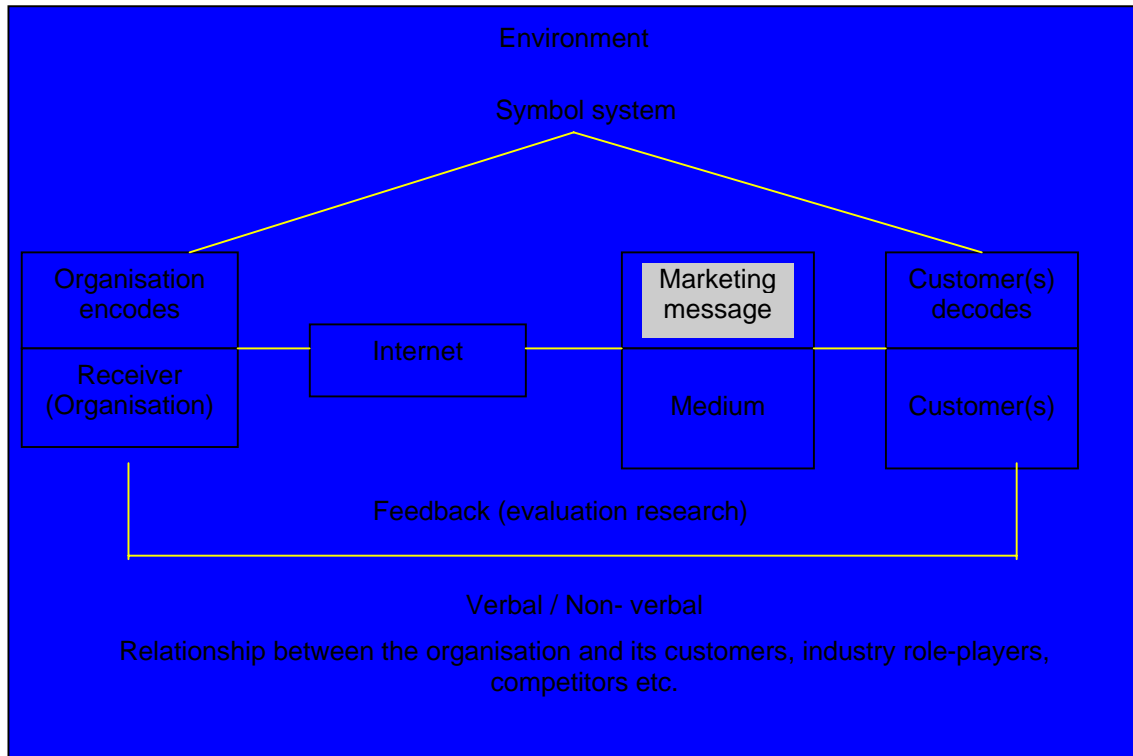 Environment
Symbol system
Organisation
encodes
Marketing
message
Customer(s)
decodes
Internet
Receiver
(Organisation)
Medium
Customer(s)
Feedback (evaluation research)
Verbal / Non- verbal
Relationship between the organisation and its customers, industry role-players,
competitors etc.